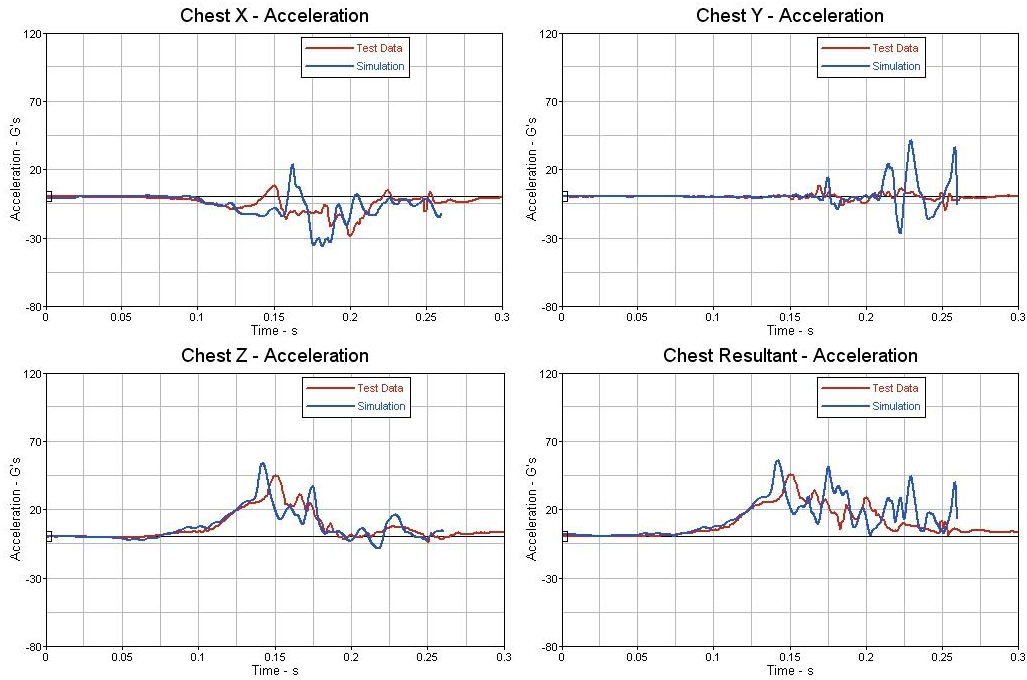 Chest X - Acceleration
120
70
20
-30
-80
Acceleration - G's
Test Data
Simulation
0 0.05 0.1 0.15 0.2 0.25 0.3
Time - s
Chest Y - Acceleration
120
70
20
-30
-80
Acceleration - G's
Test Data
Simulation
0 0.05 0.1 0.15 0.2 0.25 0.3
Time - s
Chest Z - Acceleration
120
70
20
-30
-80
Acceleration - G's
Test Data
Simulation
0 0.05 0.1 0.15 0.2 0.25 0.3
Time - s
Chest Resultant - Acceleration
120
70
20
-30
-80
Acceleration - G's
Test Data
Simulation
0 0.05 0.1 0.15 0.2 0.25 0.3
Time - s